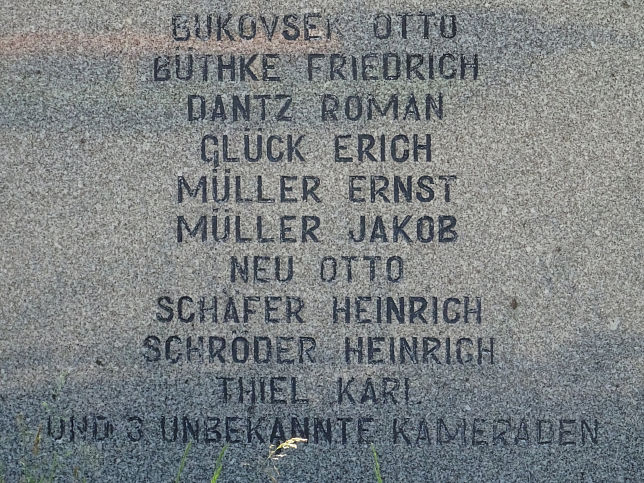 BUKOVSEK OTTO
BÜTHKE FRIEDRICH
DANTZ ROMAN
GLÜCK ERICH
MÜLLER ERNST
MÜLLER JAKOB
NEU OTTO
SCHÄFER HEINRICH
SCHRÖDER HEINRICH
THIEL KARL
UND 3 UNBEKANNTE KAMERADEN